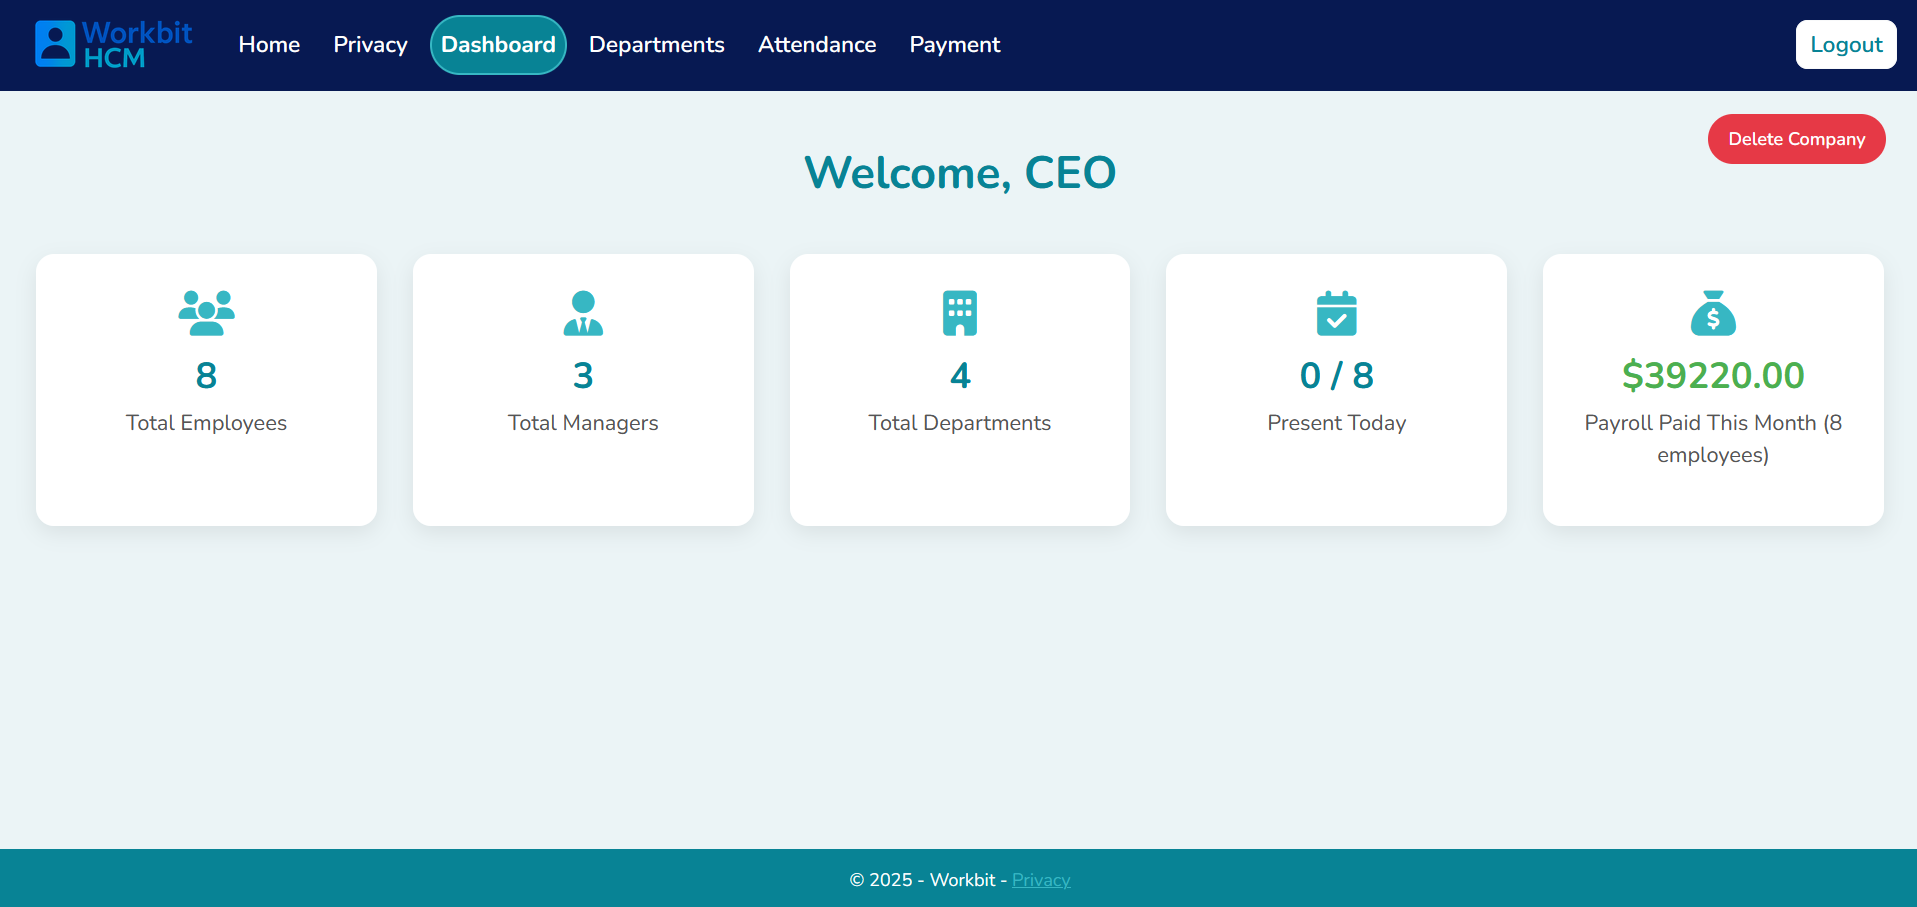 Workbit
HCM
Home Privacy Dashboard Departments Attendance Payment Logout
Delete Company
Welcome, CEO
8
Total Employees
3
Total Managers
4
Total Departments
0 / 8
Present Today
$
$39220.00
Payroll Paid This Month (8
employees)
© 2025 - Workbit - Privacy